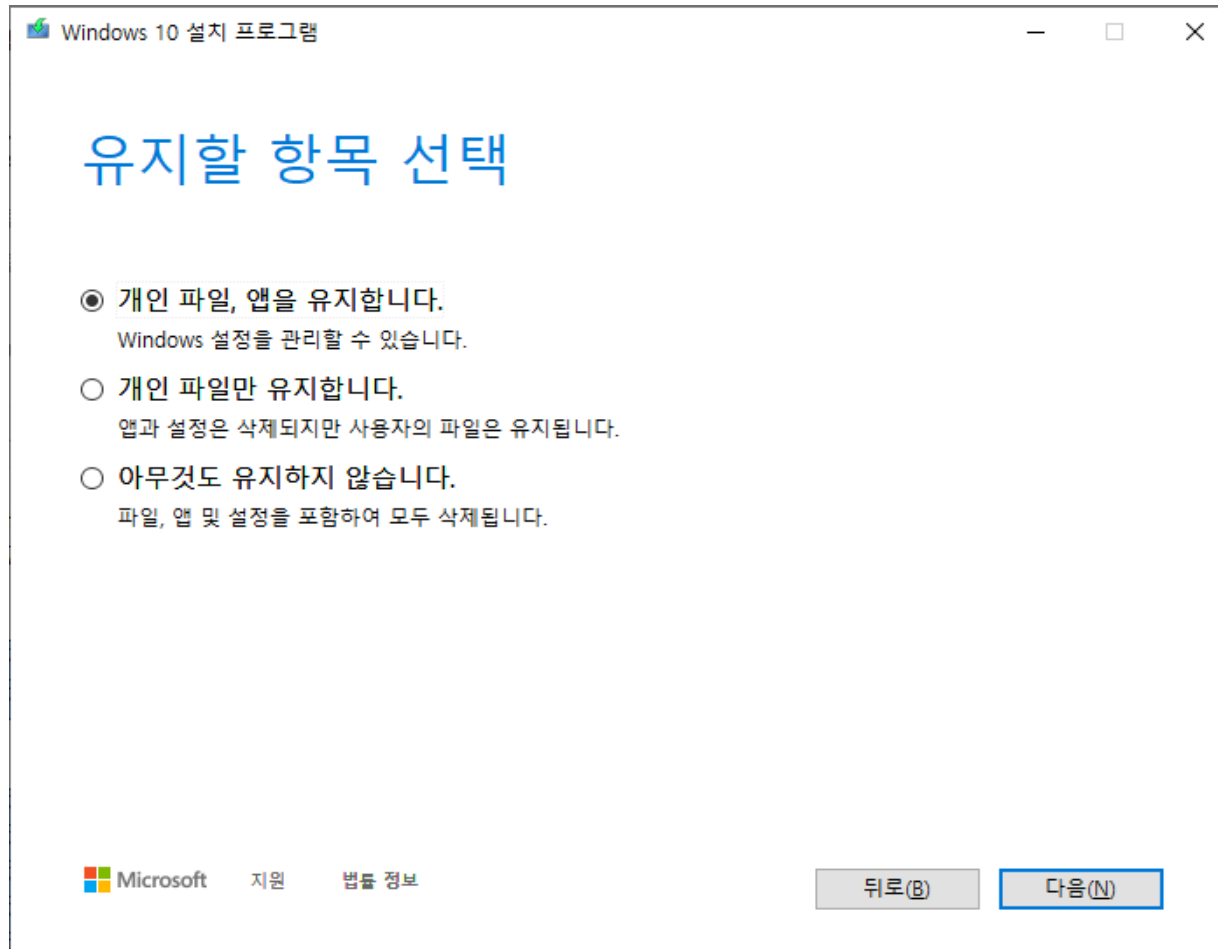 Windows 10 설치 프로그램
유지할 항목 선택
개인 파일, 앱을 유지합니다.
Windows 설정을 관리할 수 있습니다.
개인 파일만 유지합니다.
앱과 설정은 삭제되지만 사용자의 파일은 유지됩니다.
아무것도 유지하지 않습니다.
파일, 앱 및 설정을 포함하여 모두 삭제됩니다.
Microsoft 지원 법률 정보 뒤로(B) 다음(N)